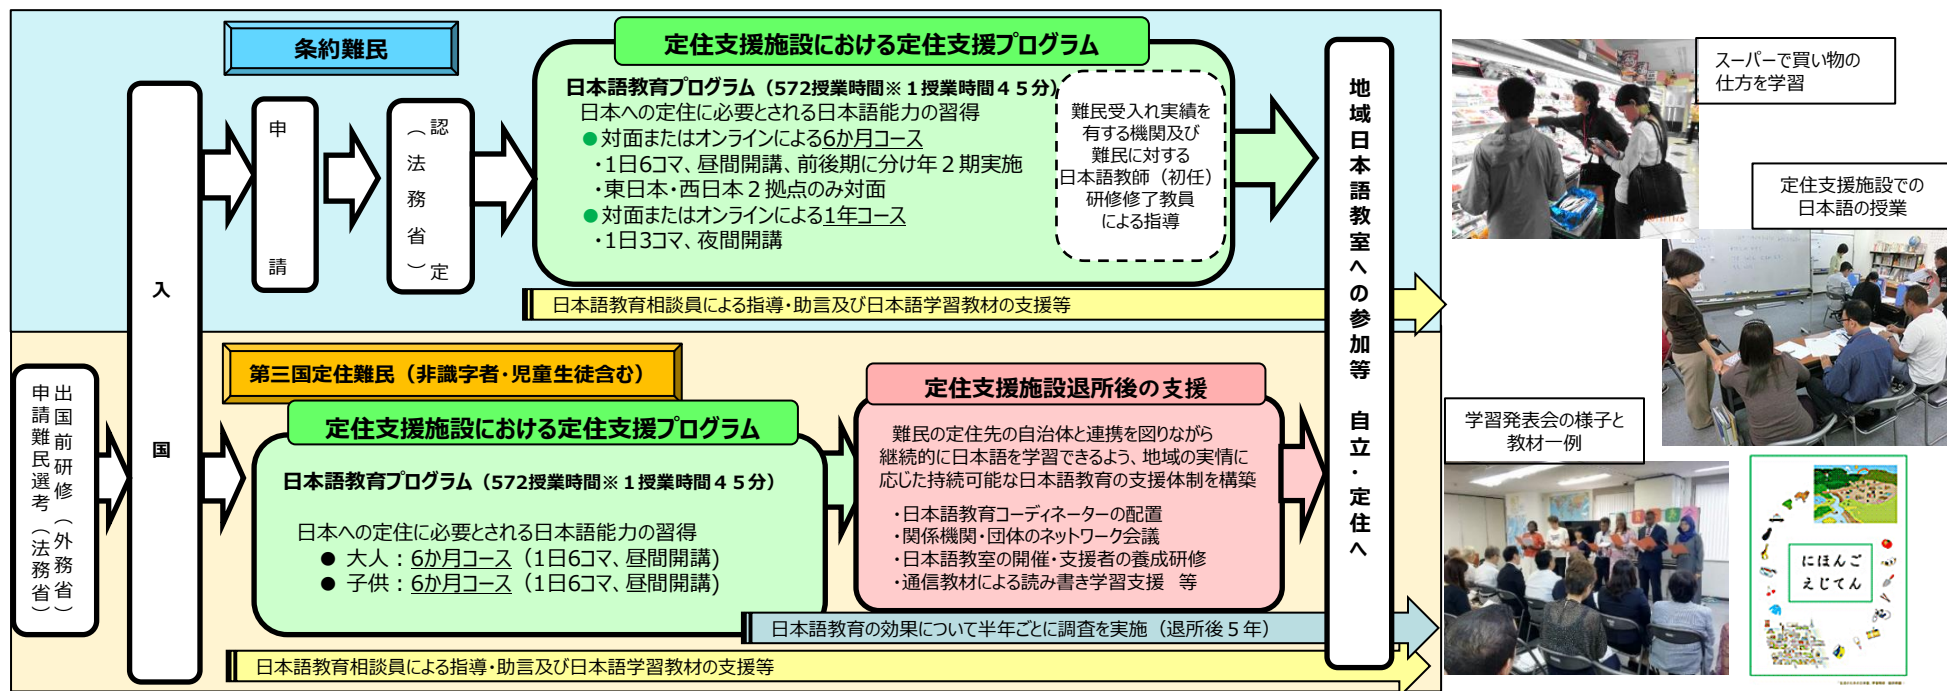 条約難民
定住支援施設における定住支援プログラム
日本語教育プログラム（572授業時間※１授業時間４５分）
日本への定住に必要とされる日本語能力の習得
●対面またはオンラインによる6か月コース
・1日6コマ、昼間開講、前後期に分け年２期実施
・東日本・西日本２拠点のみ対面
●対面またはオンラインによる1年コース
・1日3コマ、夜間開講
難民受入れ実績を
有する機関及び
難民に対する
日本語教師（初任）
研修修了教員
による指導
申請
認定
（法務省）
入国
日本語教育相談員による指導・助言及び日本語学習教材の支援等
地域日本語教室への参加等　自立・定住へ
第三国定住難民（非識字者・児童生徒含む）
出国前研修（外務省）
申請難民選考（法務省）
定住支援施設における定住支援プログラム
日本語教育プログラム（572授業時間※１授業時間４５分）
日本への定住に必要とされる日本語能力の習得
● 大人：6か月コース（1日6コマ、昼間開講)
● 子供：6か月コース（1日6コマ、昼間開講)
定住支援施設退所後の支援
難民の定住先の自治体と連携を図りながら
継続的に日本語を学習できるよう、地域の実情に
応じた持続可能な日本語教育の支援体制を構築
・日本語教育コーディネーターの配置
・関係機関・団体のネットワーク会議
・日本語教室の開催・支援者の養成研修
・通信教材による読み書き学習支援　等
日本語教育の効果について半年ごとに調査を実施（退所後５年）
日本語教育相談員による指導・助言及び日本語学習教材の支援等
スーパーで買い物の
仕方を学習
定住支援施設での
日本語の授業
学習発表会の様子と
教材一例
にほんご
えじてん